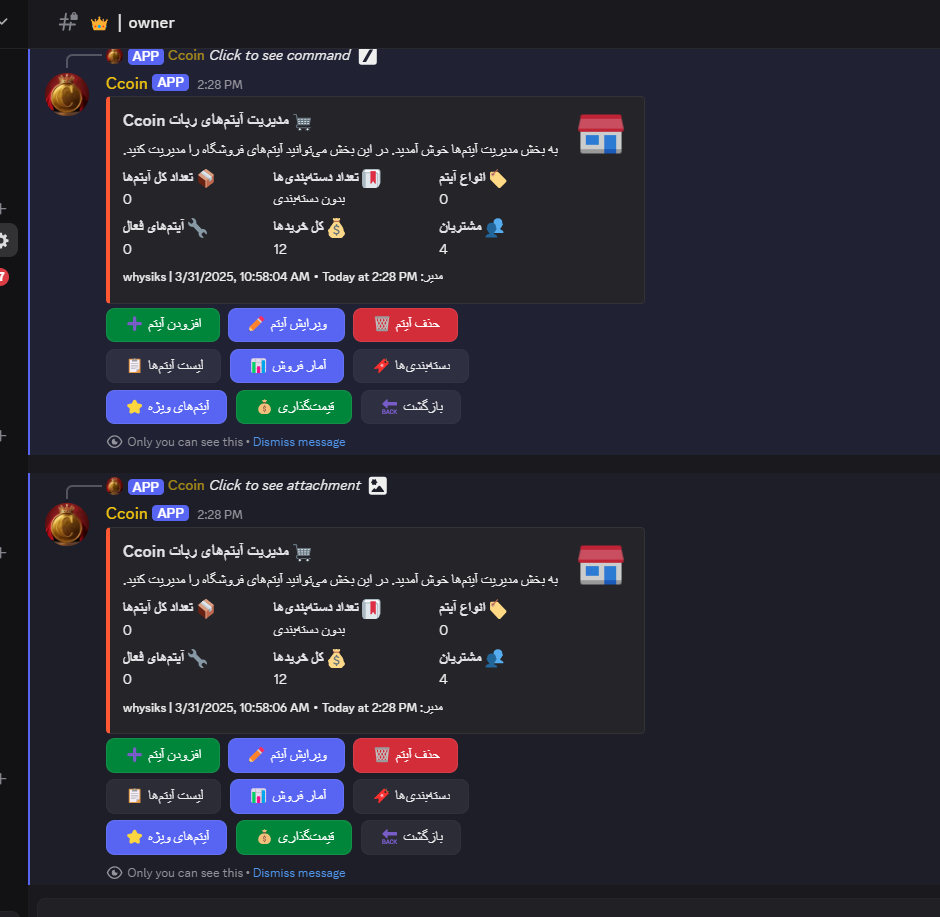 | owner
APP Ccoin Click to see command
Ccoin APP 2:28 PM
مدیریت آیتم‌های ربات Ccoin
به بخش مدیریت آیتم‌ها خوش آمدید. در این بخش می‌توانید آیتم‌های فروشگاه را مدیریت کنید.
تعداد کل آیتم‌ها تعداد دسته‌بندی‌ها انواع آیتم
0 بدون دسته‌بندی 0
آیتم‌های فعال کل خریدها مشتریان
0 12 4
whysiks | 3/31/2025, 10:58:04 AM • Today at 2:28 PM :مدیر
افزودن آیتم ویرایش آیتم حذف آیتم
لیست آیتم‌ها آمار فروش دسته‌بندی‌ها
آیتم‌های ویژه قیمت‌گذاری BACK بازگشت
Only you can see this • Dismiss message
APP Ccoin Click to see attachment
Ccoin APP 2:28 PM
مدیریت آیتم‌های ربات Ccoin
به بخش مدیریت آیتم‌ها خوش آمدید. در این بخش می‌توانید آیتم‌های فروشگاه را مدیریت کنید.
تعداد کل آیتم‌ها تعداد دسته‌بندی‌ها انواع آیتم
0 بدون دسته‌بندی 0
آیتم‌های فعال کل خریدها مشتریان
0 12 4
whysiks | 3/31/2025, 10:58:06 AM • Today at 2:28 PM :مدیر
افزودن آیتم ویرایش آیتم حذف آیتم
لیست آیتم‌ها آمار فروش دسته‌بندی‌ها
آیتم‌های ویژه قیمت‌گذاری BACK بازگشت
Only you can see this • Dismiss message